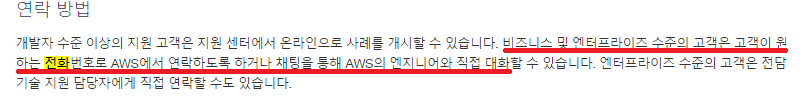 연락 방법
개발자 수준 이상의 지원 고객은 지원 센터에서 온라인으로 사례를 개시할 수 있습니다. 비즈니스 및 엔터프라이즈 수준의 고객은 고객이 원
하는 전화번호로 AWS에서 연락하도록 하거나 채팅을 통해 AWS의 엔지니어와 직접 대화할 수 있습니다. 엔터프라이즈 수준의 고객은 전담
기술 지원 담당자에게 직접 연락할 수도 있습니다.